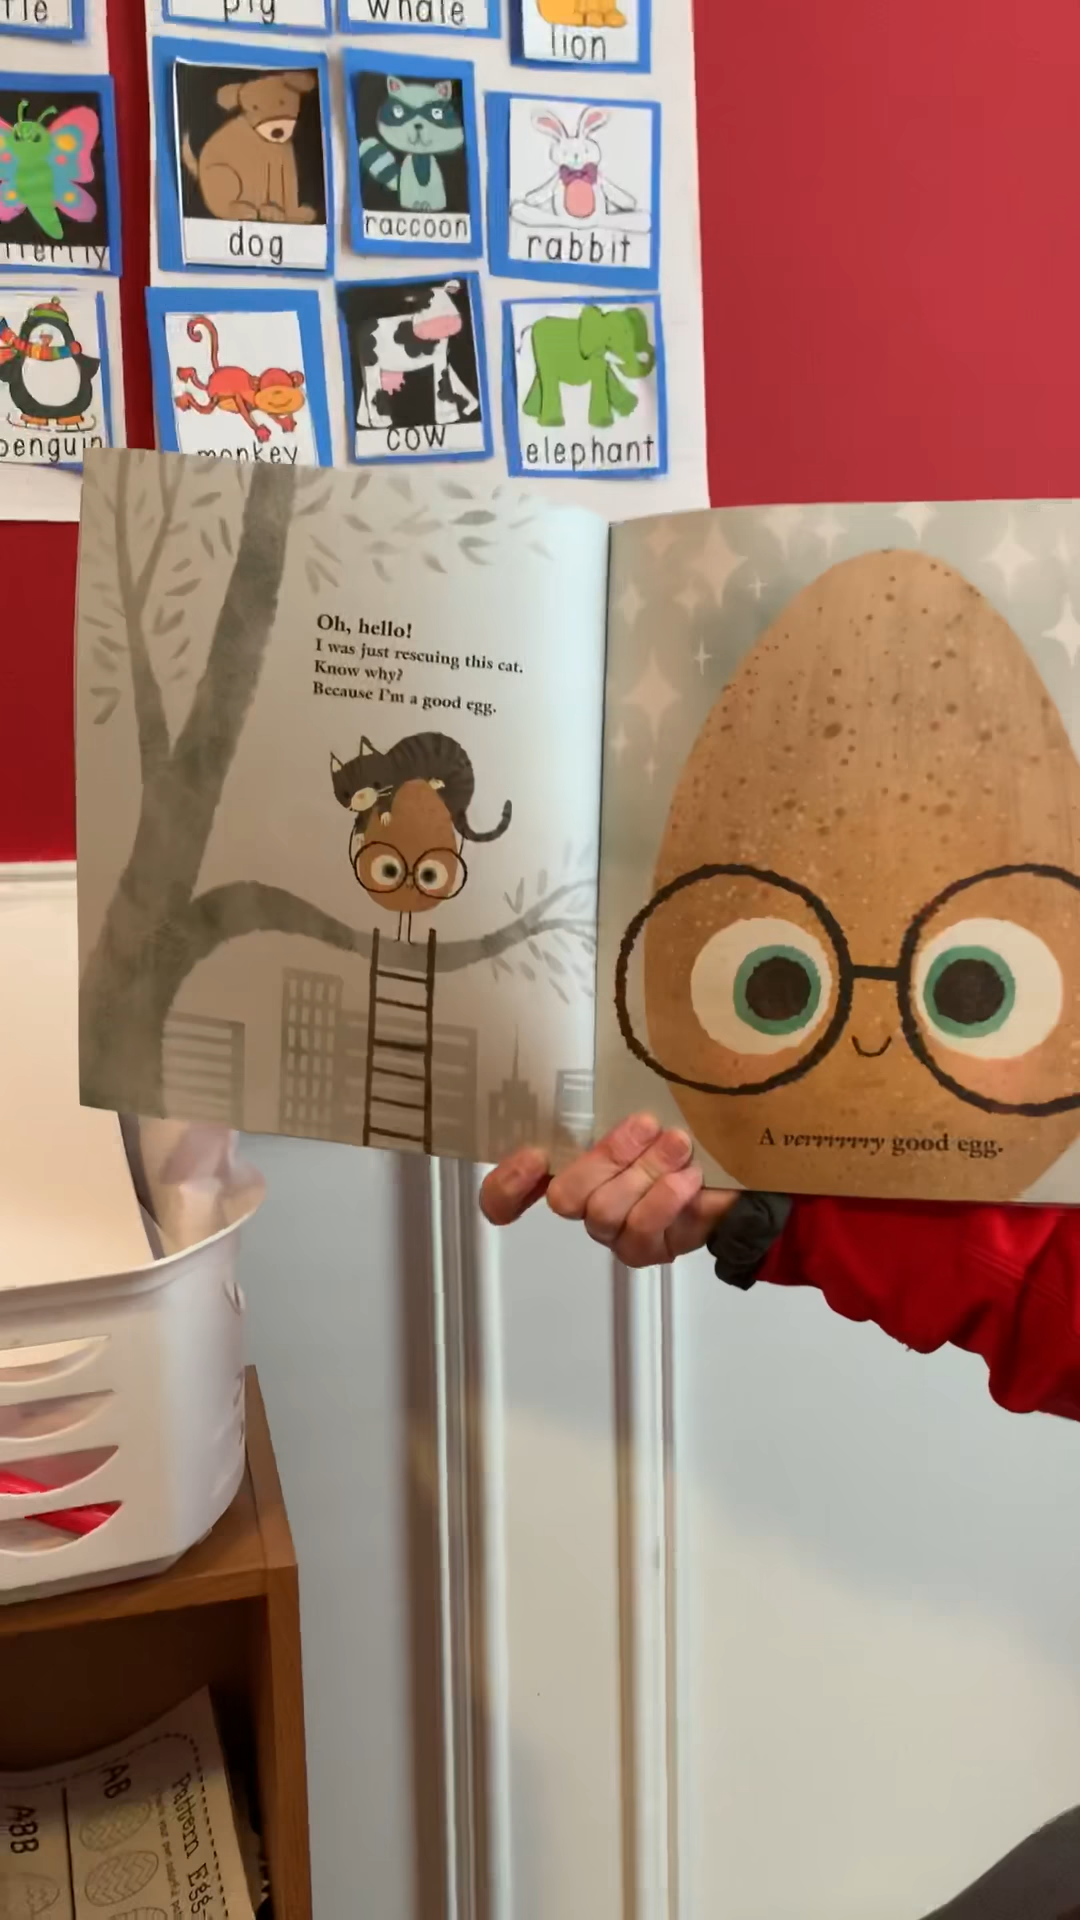 pig
whale
lion
dog
raccoon
rabbit
penguin
monkey
cow
elephant
Oh, hello!
I was just rescuing this cat.
Know why?
Because I'm a good egg.
A verrrrrry good egg.
AB
ABB
Pattern Egg